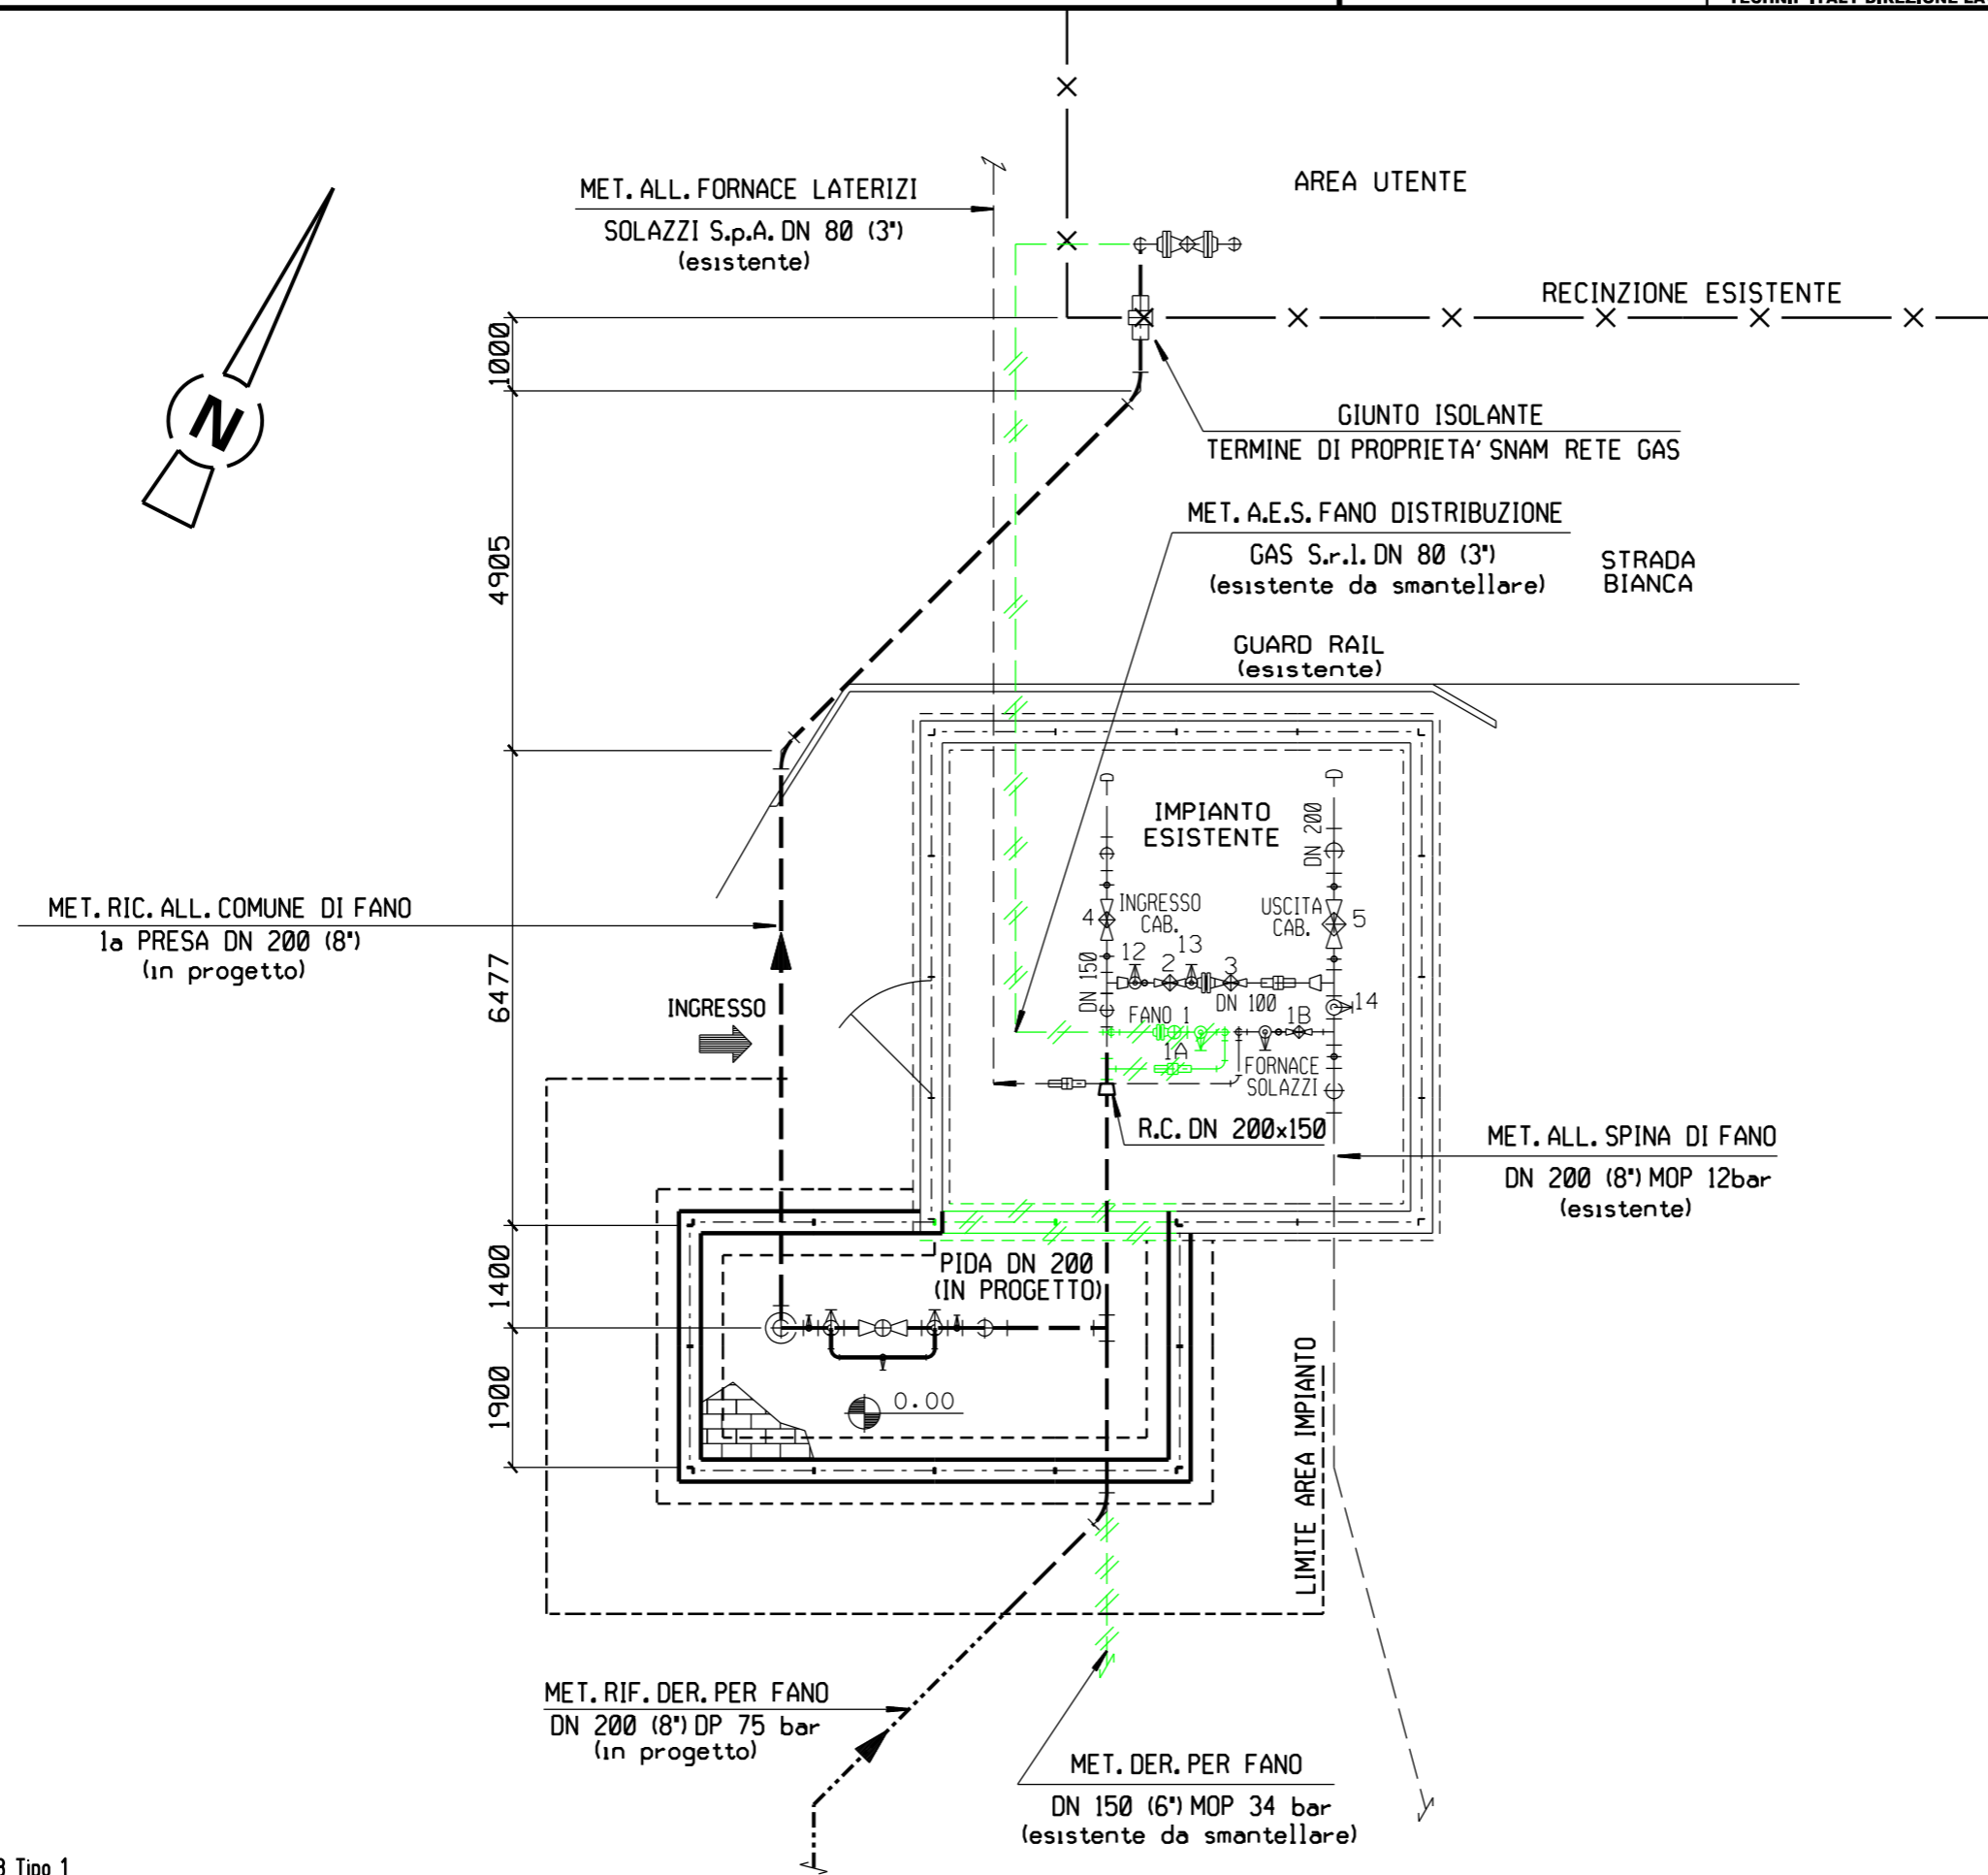 MET. ALL. FORNACE LATERIZI
SOLAZZI S.p.A. DN 80 (3")
(esistente)
AREA UTENTE
RECINZIONE ESISTENTE
N
1000
GIUNTO ISOLANTE
TERMINE DI PROPRIETA' SNAM RETE GAS
MET. A.E.S. FANO DISTRIBUZIONE
GAS S.r.l. DN 80 (3")
(esistente da smantellare)
STRADA
BIANCA
4905
GUARD RAIL
(esistente)
IMPIANTO
ESISTENTE
DN 200
MET. RIC. ALL. COMUNE DI FANO
1a PRESA DN 200 (8")
(in progetto)
4
INGRESSO
CAB.
USCITA
CAB.
5
6477
DN 150
12
2
13
3
INGRESSO
FANO 1
DN 100
1B
14
1A
FORNACE
SOLAZZI
R.C. DN 200x150
MET. ALL. SPINA DI FANO
DN 200 (8") MOP 12bar
(esistente)
1400
PIDA DN 200
(IN PROGETTO)
1900
0.00
LIMITE AREA IMPIANTO
MET. RIF. DER. PER FANO
DN 200 (8") DP 75 bar
(in progetto)
MET. DER. PER FANO
DN 150 (6") MOP 34 bar
(esistente da smantellare)
Tipo 1